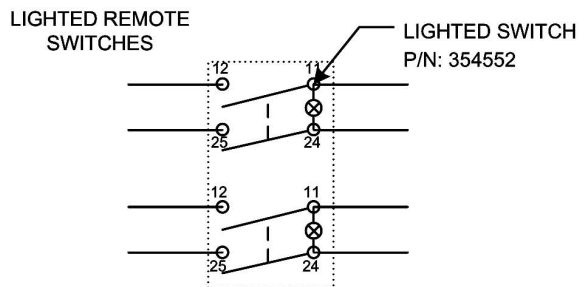 LIGHTED REMOTE
SWITCHES
LIGHTED SWITCH
P/N: 354552
12 11
25 24
12 11
25 24